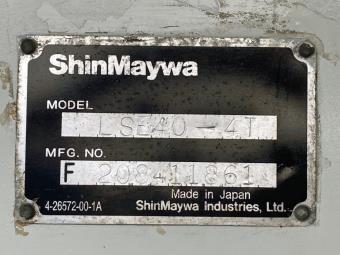 ShinMaywa
MODEL
LSE40-4T
MFG. NO.
F 208411861
Made in Japan
4-26572-00-1A ShinMaywa Industries, Ltd.